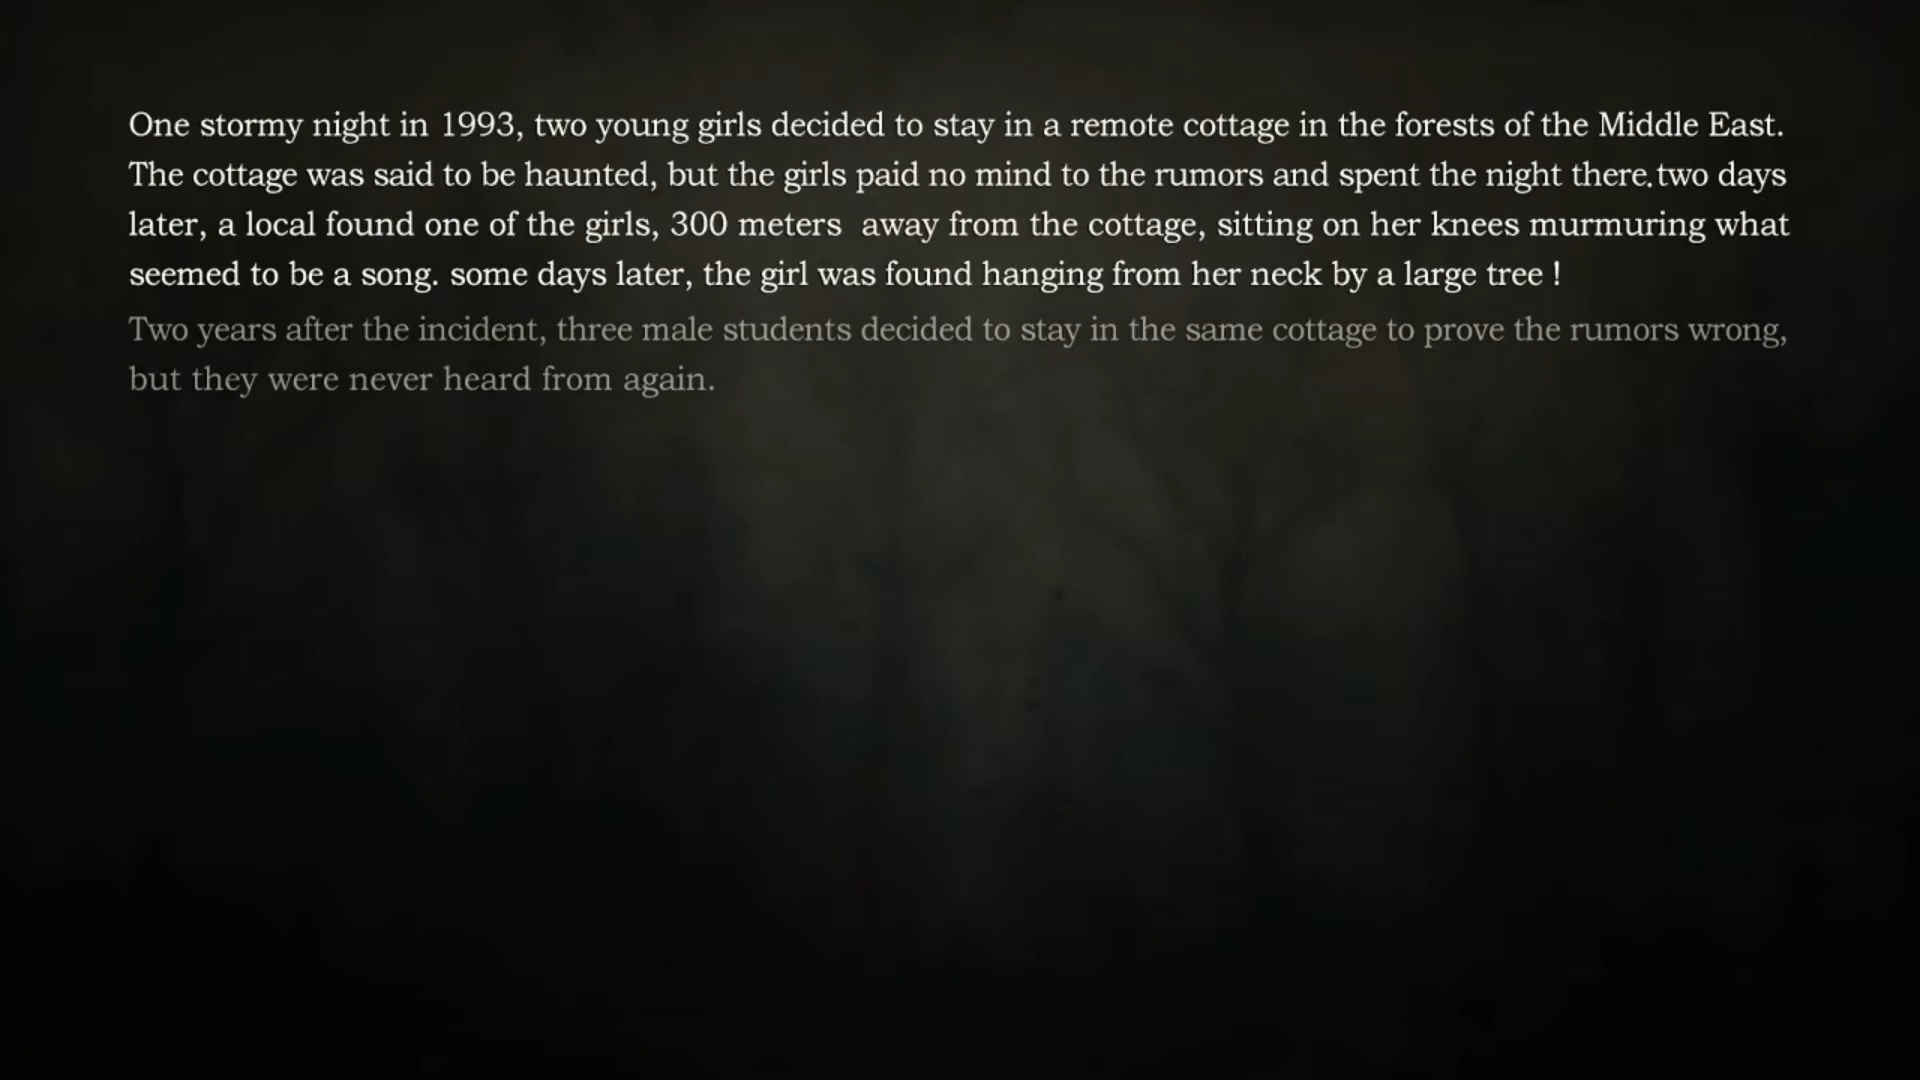 One stormy night in 1993, two young girls decided to stay in a remote cottage in the forests of the Middle East.
The cottage was said to be haunted, but the girls paid no mind to the rumors and spent the night there.two days
later, a local found one of the girls, 300 meters  away from the cottage, sitting on her knees murmuring what
seemed to be a song. some days later, the girl was found hanging from her neck by a large tree !
Two years after the incident, three male students decided to stay in the same cottage to prove the rumors wrong,
but they were never heard from again.